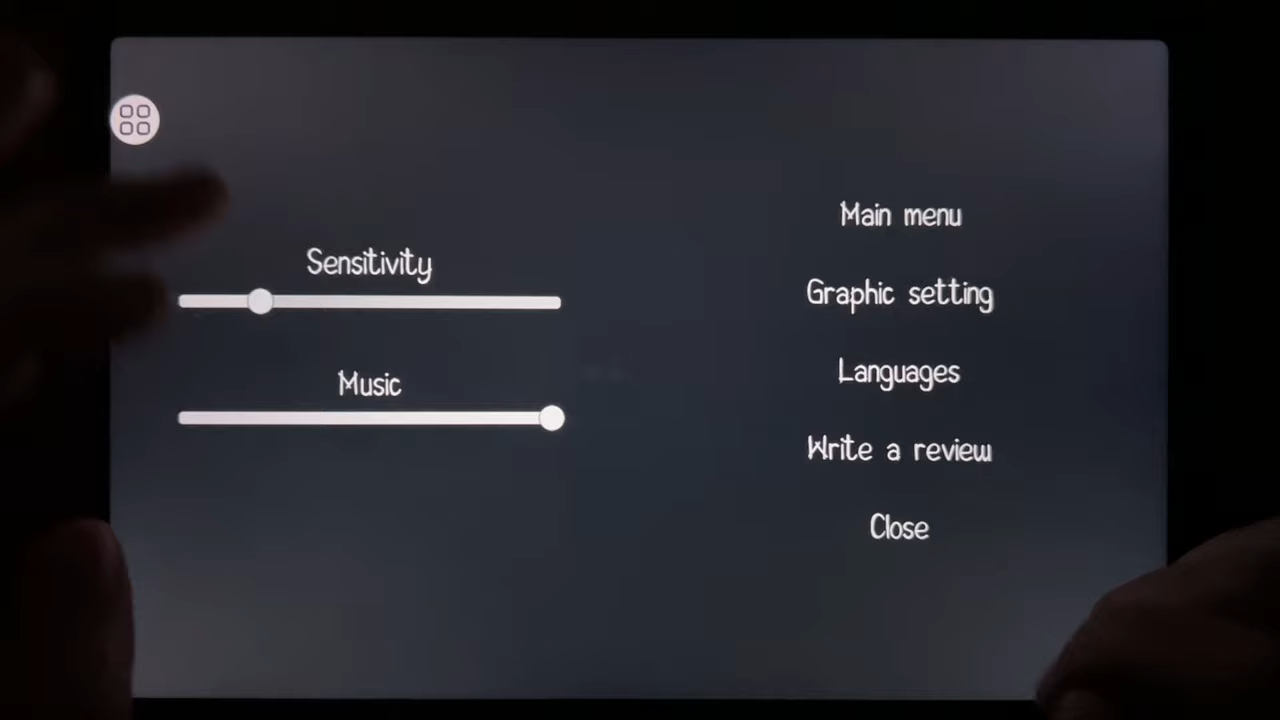 Sensitivity
Music
Main menu
Graphic setting
Languages
Write a review
Close